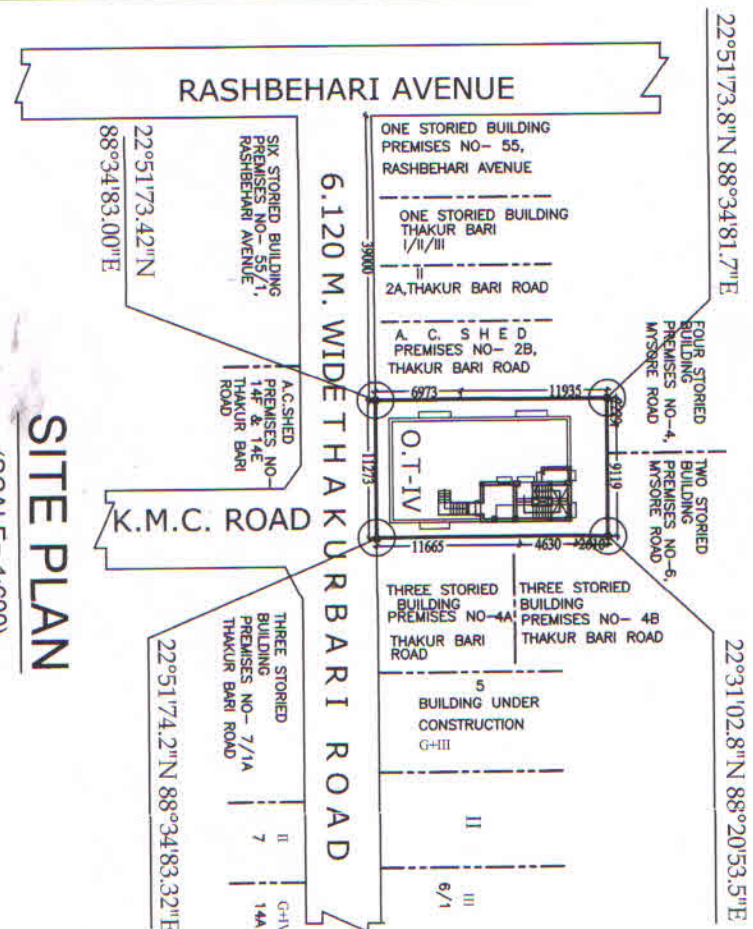 22°51'73.8"N 88°34'81.7"E
RASHBEHARI AVENUE
ONE STORIED BUILDING
PREMISES NO- 55,
RASHBEHARI AVENUE
ONE STORIED BUILDING
THAKUR BARI
I/II/III
II
2A,THAKUR BARI ROAD
A. C. SHED
PREMISES NO- 2B,
THAKUR BARI ROAD
FOUR STORIED
BUILDING
PREMISES NO-4,
MYSORE ROAD
TWO STORIED
BUILDING
PREMISES NO-6,
MYSORE ROAD
22°51'73.42"N
88°34'83.00"E
SIX STORIED BUILDING
PREMISES NO- 55/1,
RASHBEHARI AVENUE
39000
6.120 M. WIDE THAKURBARI ROAD
6973
11935
9119
O.T-IV
11273
11665
4630
A.C.SHED
PREMISES NO-
14F & 14E
THAKUR BARI
ROAD
K.M.C. ROAD
THREE STORIED
BUILDING
PREMISES NO-4A
THAKUR BARI
ROAD
THREE STORIED
BUILDING
PREMISES NO- 4B
THAKUR BARI ROAD
5
BUILDING UNDER
CONSTRUCTION
G+III
II
III
6/1
22°31'02.8"N 88°20'53.5"E
THREE STORIED
BUILDING
PREMISES NO- 7/1A
THAKUR BARI ROAD
II
7
G+IV
14A
22°51'74.2"N 88°34'83.32"E
SITE PLAN